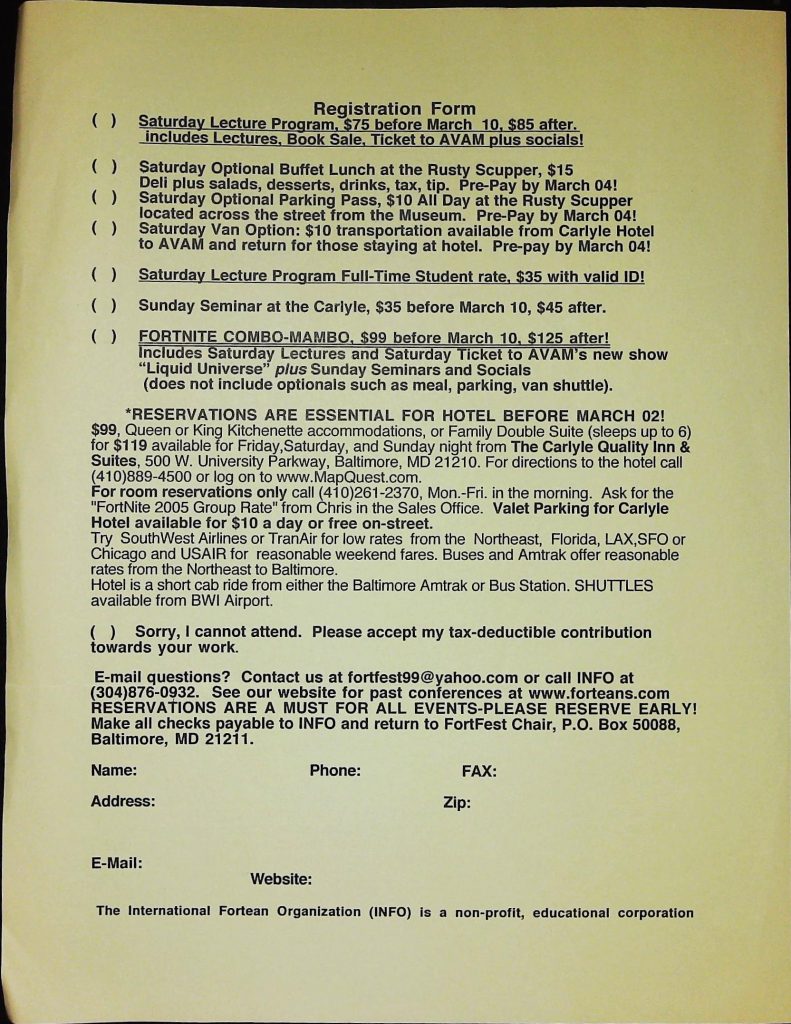 Registration Form
( ) Saturday Lecture Program, $75 before March 10, $85 after.
includes Lectures, Book Sale, Ticket to AVAM plus socials!
( ) Saturday Optional Buffet Lunch at the Rusty Scupper, $15
Deli plus salads, desserts, drinks, tax, tip. Pre-Pay by March 04!
( ) Saturday Optional Parking Pass, $10 All Day at the Rusty Scupper
located across the street from the Museum. Pre-Pay by March 04!
( ) Saturday Van Option: $10 transportation available from Carlyle Hotel
to AVAM and return for those staying at hotel. Pre-pay by March 04!
( ) Saturday Lecture Program Full-Time Student rate, $35 with valid ID!
( ) Sunday Seminar at the Carlyle, $35 before March 10, $45 after.
( ) FORTNITE COMBO-MAMBO, $99 before March 10, $125 after!
Includes Saturday Lectures and Saturday Ticket to AVAM's new show
"Liquid Universe" plus Sunday Seminars and Socials
(does not include optionals such as meal, parking, van shuttle).
*RESERVATIONS ARE ESSENTIAL FOR HOTEL BEFORE MARCH 02!
$99, Queen or King Kitchenette accommodations, or Family Double Suite (sleeps up to 6)
for $119 available for Friday,Saturday, and Sunday night from The Carlyle Quality Inn &
Suites, 500 W. University Parkway, Baltimore, MD 21210. For directions to the hotel call
(410)889-4500 or log on to www.MapQuest.com.
For room reservations only call (410)261-2370, Mon.-Fri. in the morning. Ask for the
"FortNite 2005 Group Rate" from Chris in the Sales Office. Valet Parking for Carlyle
Hotel available for $10 a day or free on-street.
Try SouthWest Airlines or TranAir for low rates from the Northeast, Florida, LAX,SFO or
Chicago and USAIR for reasonable weekend fares. Buses and Amtrak offer reasonable
rates from the Northeast to Baltimore.
Hotel is a short cab ride from either the Baltimore Amtrak or Bus Station. SHUTTLES
available from BWI Airport.
( ) Sorry, I cannot attend. Please accept my tax-deductible contribution
towards your work.
E-mail questions? Contact us at fortfest99@yahoo.com or call INFO at
(304)876-0932. See our website for past conferences at www.forteans.com
RESERVATIONS ARE A MUST FOR ALL EVENTS-PLEASE RESERVE EARLY!
Make all checks payable to INFO and return to FortFest Chair, P.O. Box 50088,
Baltimore, MD 21211.
Name: Phone: FAX:
Address: Zip:
E-Mail:
Website:
The International Fortean Organization (INFO) is a non-profit, educational corporation